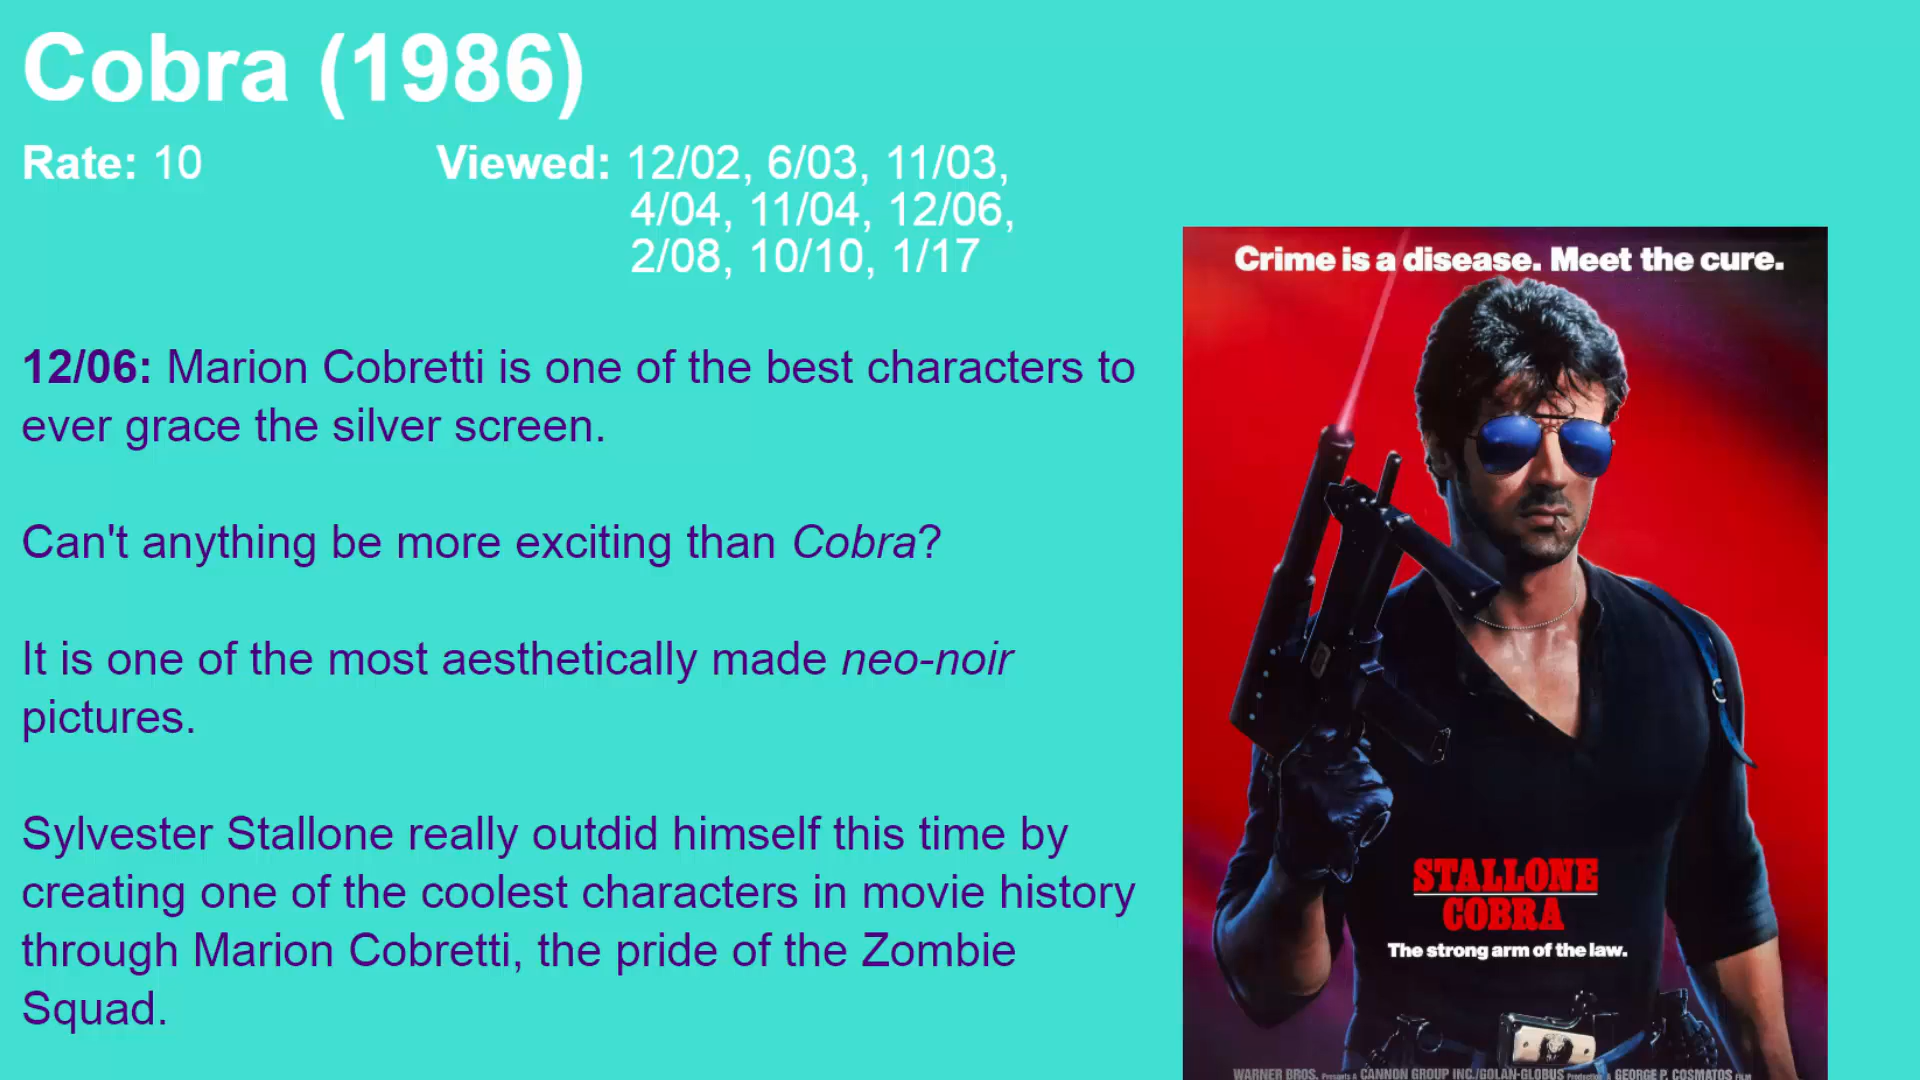 Cobra (1986)
Rate: 10
Viewed: 12/02, 6/03, 11/03,
4/04, 11/04, 12/06,
2/08, 10/10, 1/17
12/06: Marion Cobretti is one of the best characters to
ever grace the silver screen.
Can't anything be more exciting than Cobra?
It is one of the most aesthetically made neo-noir
pictures.
Sylvester Stallone really outdid himself this time by
creating one of the coolest characters in movie history
through Marion Cobretti, the pride of the Zombie
Squad.
Crime is a disease. Meet the cure.
STALLONE
COBRA
The strong arm of the law.
WARNER BROS. Presents A CANNON GROUP INC./GOLAN-GLOBUS Production A GEORGE P. COSMATOS FILM